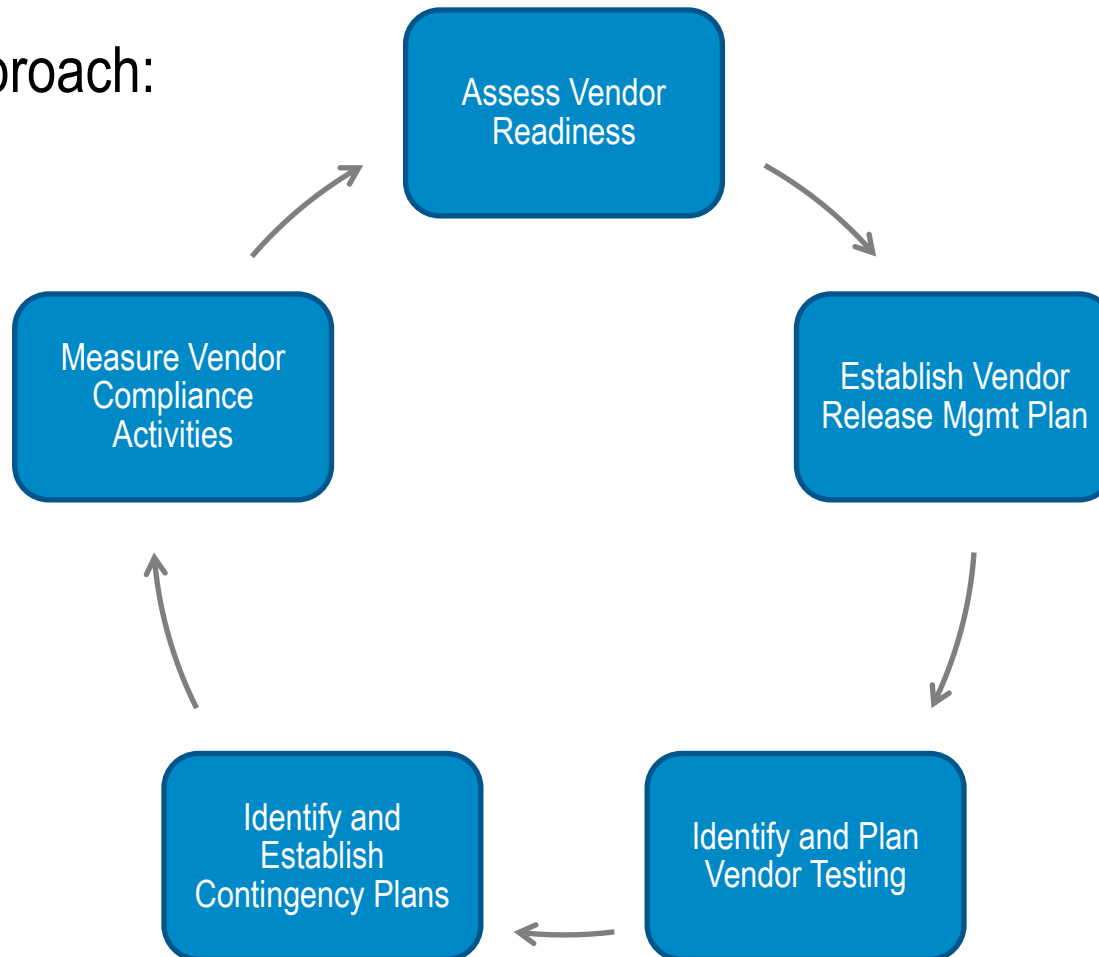 proach:
Assess Vendor
Readiness
Establish Vendor
Release Mgmt Plan
Identify and Plan
Vendor Testing
Identify and
Establish
Contingency Plans
Measure Vendor
Compliance
Activities